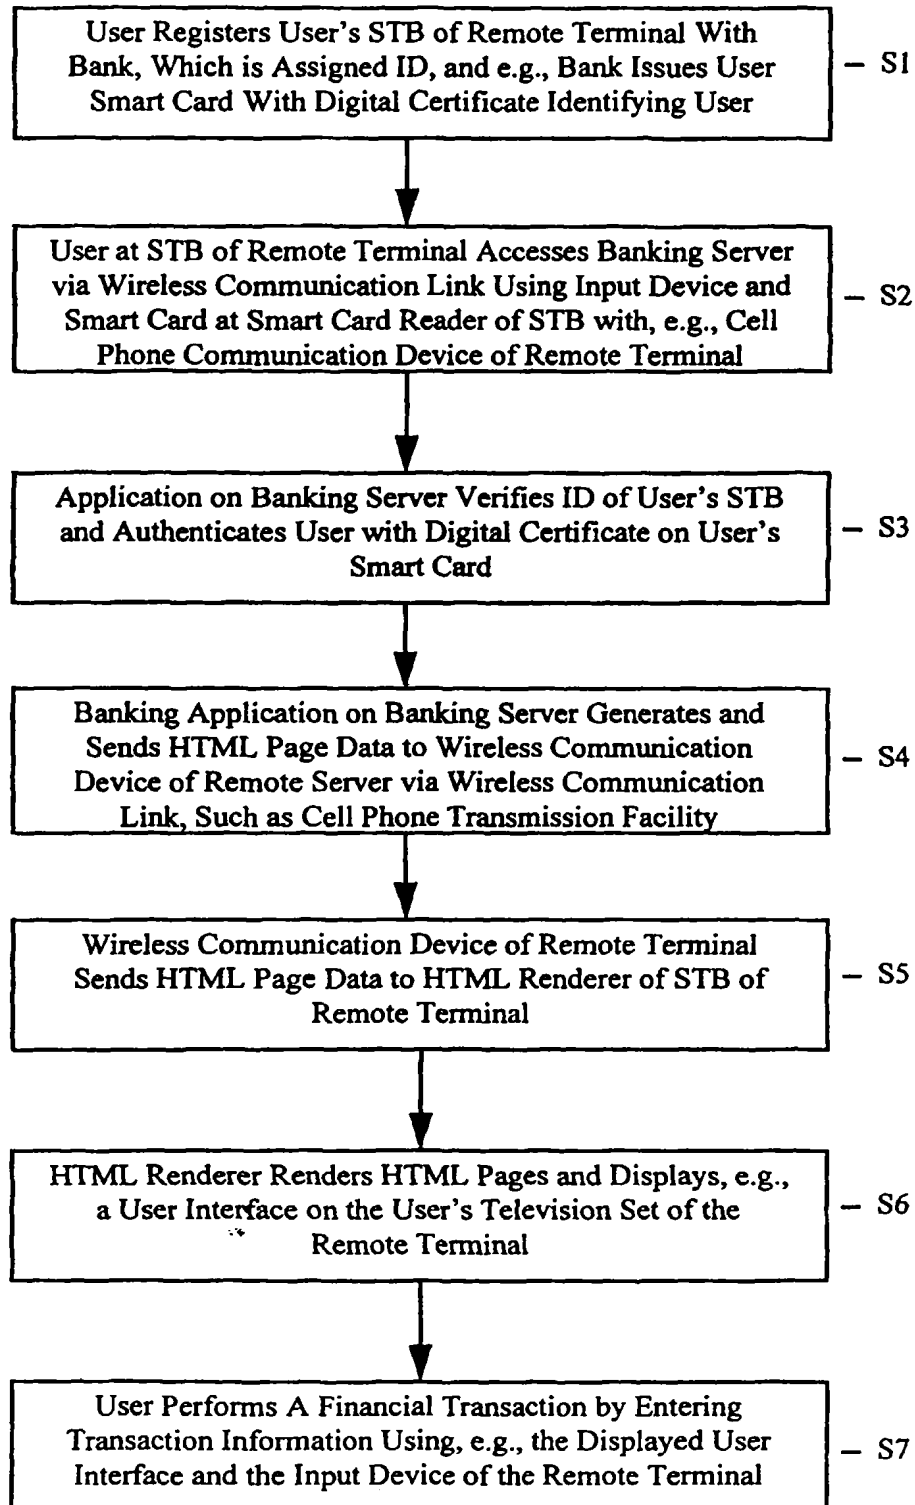 User Registers User's STB of Remote Terminal With
Bank, Which is Assigned ID, and e.g., Bank Issues User
Smart Card With Digital Certificate Identifying User
S1
User at STB of Remote Terminal Accesses Banking Server
via Wireless Communication Link Using Input Device and
Smart Card at Smart Card Reader of STB with, e.g., Cell
Phone Communication Device of Remote Terminal
S2
Application on Banking Server Verifies ID of User's STB
and Authenticates User with Digital Certificate on User's
Smart Card
S3
Banking Application on Banking Server Generates and
Sends HTML Page Data to Wireless Communication
Device of Remote Server via Wireless Communication
Link, Such as Cell Phone Transmission Facility
S4
Wireless Communication Device of Remote Terminal
Sends HTML Page Data to HTML Renderer of STB of
Remote Terminal
S5
HTML Renderer Renders HTML Pages and Displays, e.g.,
a User Interface on the User's Television Set of the
Remote Terminal
S6
User Performs A Financial Transaction by Entering
Transaction Information Using, e.g., the Displayed User
Interface and the Input Device of the Remote Terminal
S7